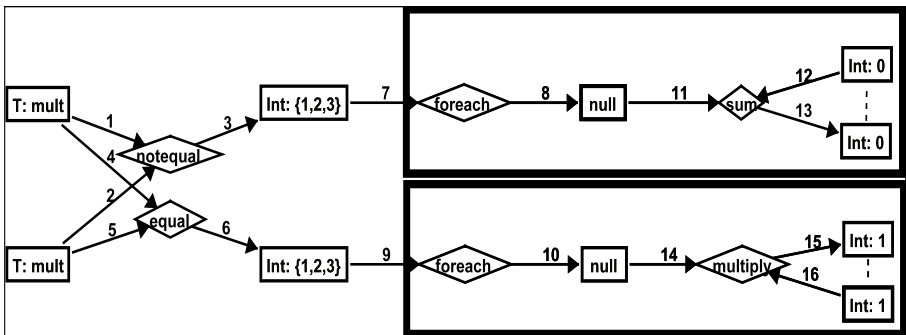 T: mult
1
4
2
5
T: mult
notequal
equal
3
6
Int: {1,2,3}
Int: {1,2,3}
7
9
foreach
8
null
11
sum
12
13
Int: 0
Int: 0
foreach
10
null
14
multiply
15
16
Int: 1
Int: 1